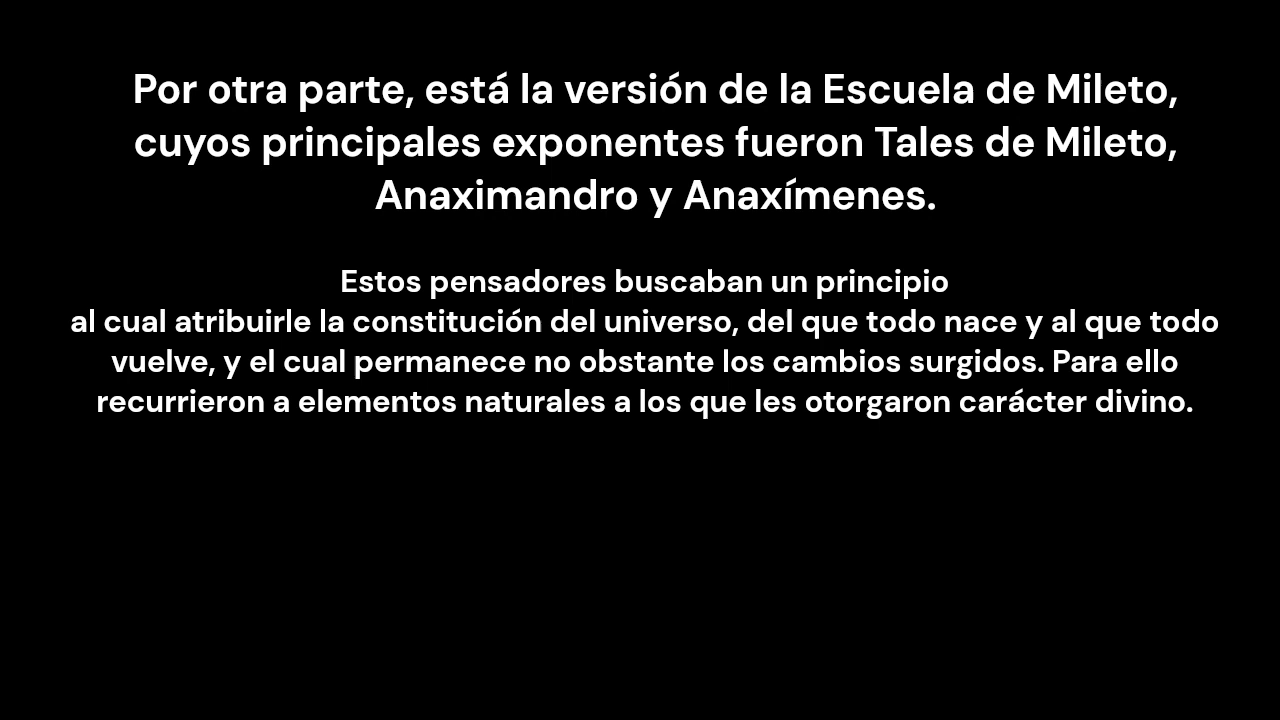 Por otra parte, está la versión de la Escuela de Mileto,
cuyos principales exponentes fueron Tales de Mileto,
Anaximandro y Anaxímenes.
Estos pensadores buscaban un principio
al cual atribuirle la constitución del universo, del que todo nace y al que todo
vuelve, y el cual permanece no obstante los cambios surgidos. Para ello
recurrieron a elementos naturales a los que les otorgaron carácter divino.